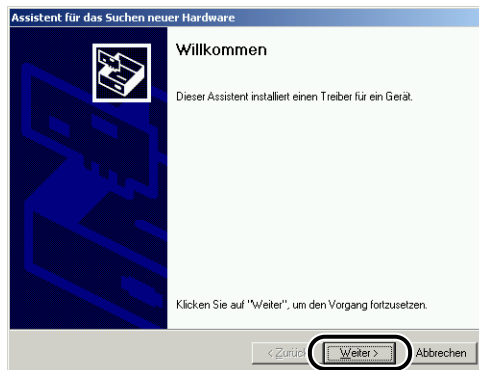 Assistent für das Suchen neuer Hardware
Willkommen
Dieser Assistent installiert einen Treiber für ein Gerät.
Klicken Sie auf "Weiter", um den Vorgang fortzusetzen.
< Zurück
Weiter >
Abbrechen